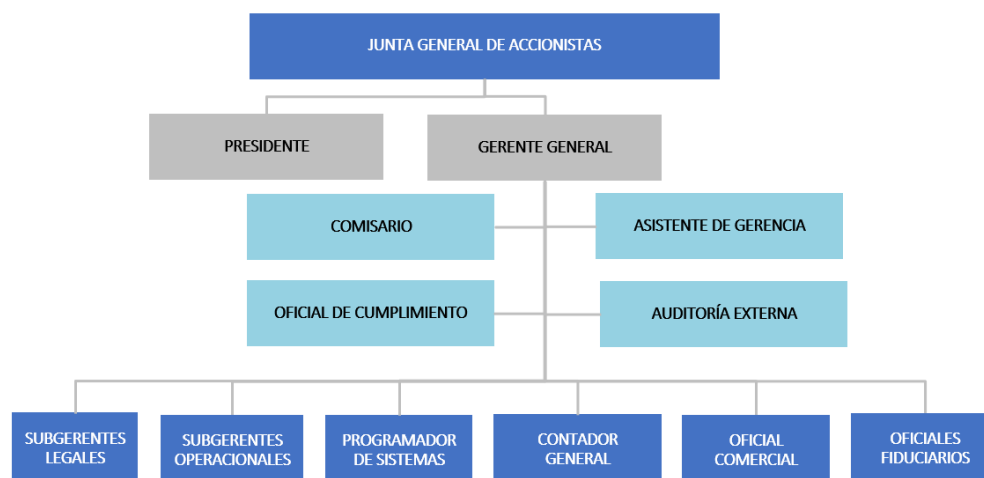 JUNTA GENERAL DE ACCIONISTAS
PRESIDENTE
GERENTE GENERAL
COMISARIO
ASISTENTE DE GERENCIA
OFICIAL DE CUMPLIMIENTO
AUDITORÍA EXTERNA
SUBGERENTES
LEGALES
SUBGERENTES
OPERACIONALES
PROGRAMADOR
DE SISTEMAS
CONTADOR
GENERAL
OFICIAL
COMERCIAL
OFICIALES
FIDUCIARIOS